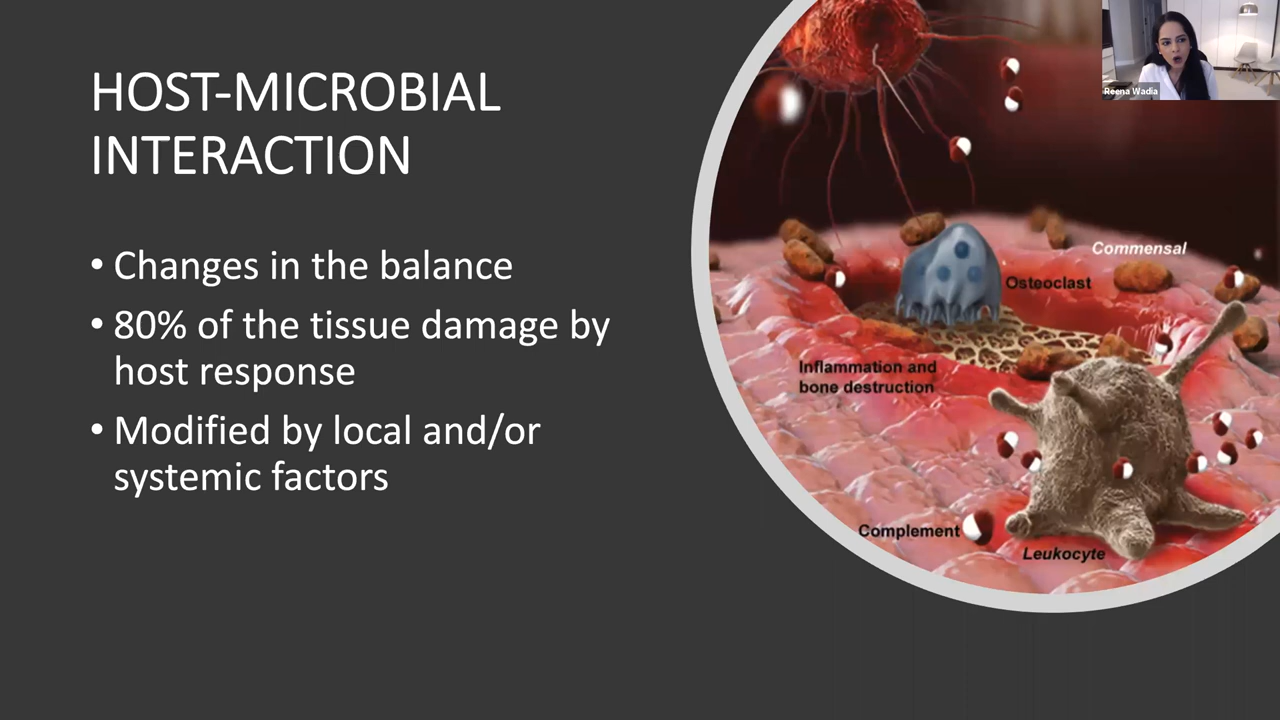 HOST-MICROBIAL
INTERACTION
• Changes in the balance
• 80% of the tissue damage by
host response
• Modified by local and/or
systemic factors
Reena Wadia
Commensal
Osteoclast
Inflammation and
bone destruction
Complement
Leukocyte